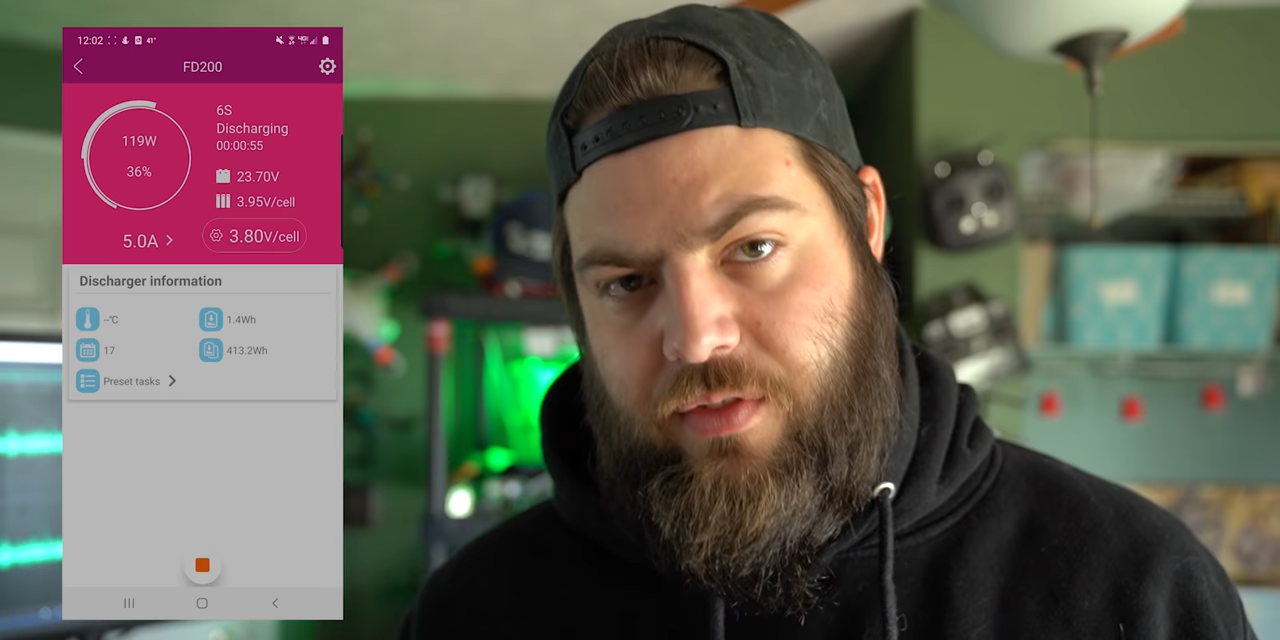 12:02 41°
FD200
119W
36%
5.0A
6S
Discharging
00:00:55
23.70V
3.95V/cell
3.80V/cell
Discharger information
--°C 1.4Wh
17 413.2Wh
Preset tasks